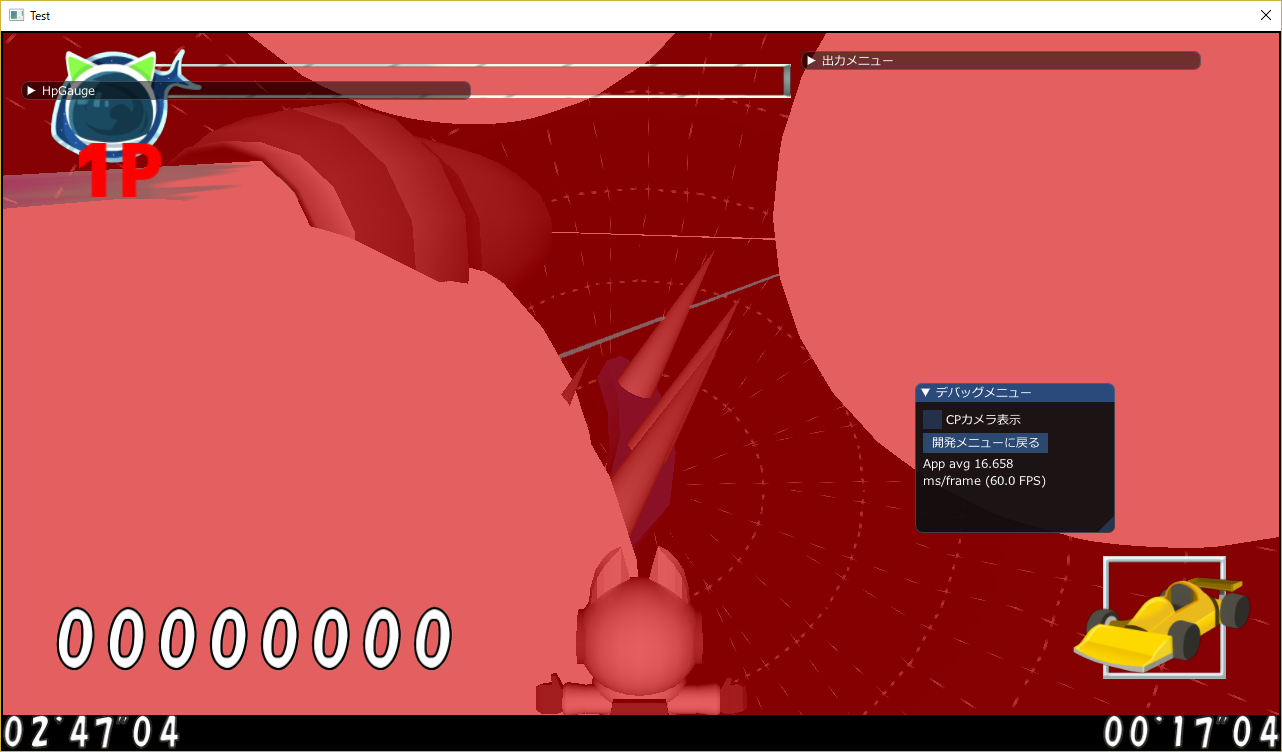 Test
出力メニュー
HpGauge
1P
デバッグメニュー
CPカメラ表示
開発メニューに戻る
App avg 16.658
ms/frame (60.0 FPS)
00000000
02'47"04
00'17"04